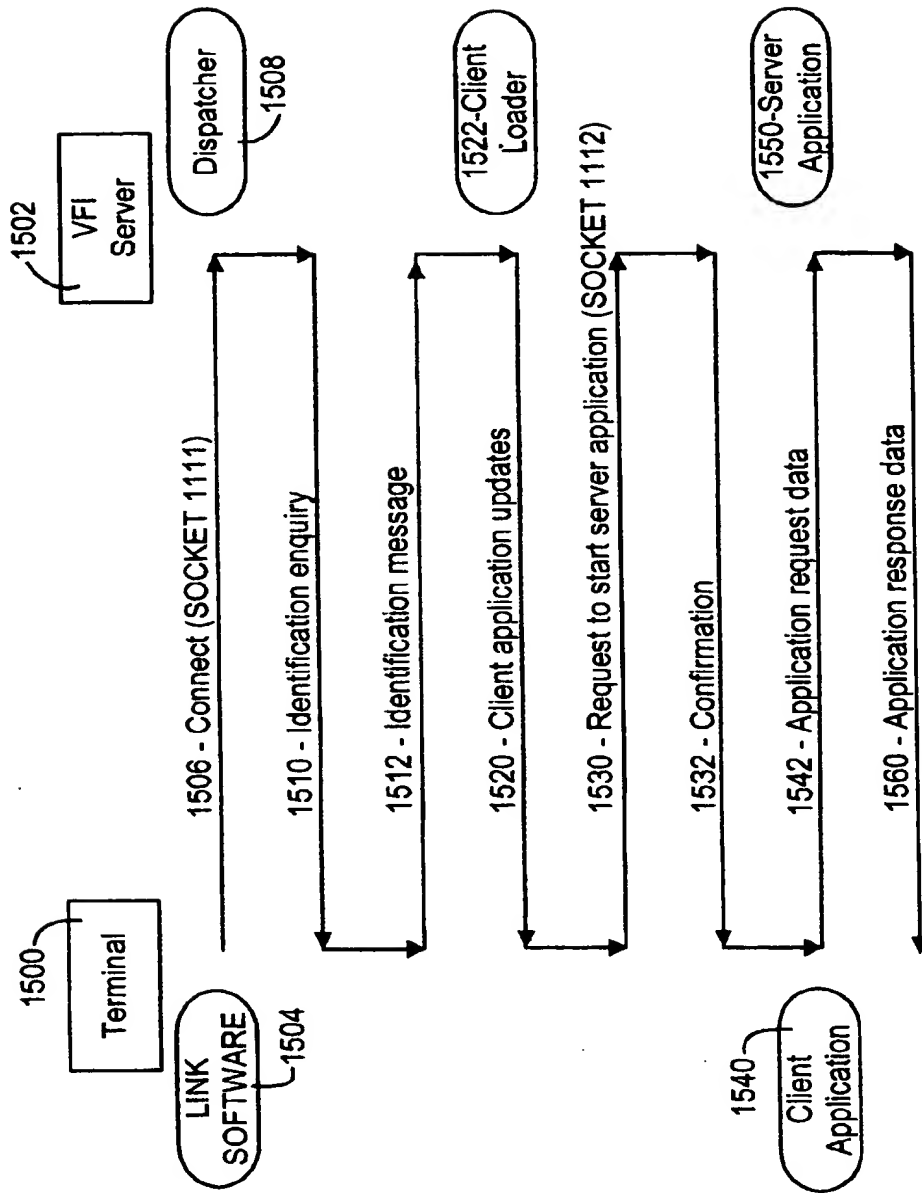 1500
Terminal
LINK
SOFTWARE
1504
1502
VFI
Server
Dispatcher
1508
1506 - Connect (SOCKET 1111)
1510 - Identification enquiry
1512 - Identification message
1520 - Client application updates
1522-Client
Loader
1530 - Request to start server application (SOCKET 1112)
1532 - Confirmation
1540
Client
Application
1542 - Application request data
1550-Server
Application
1560 - Application response data